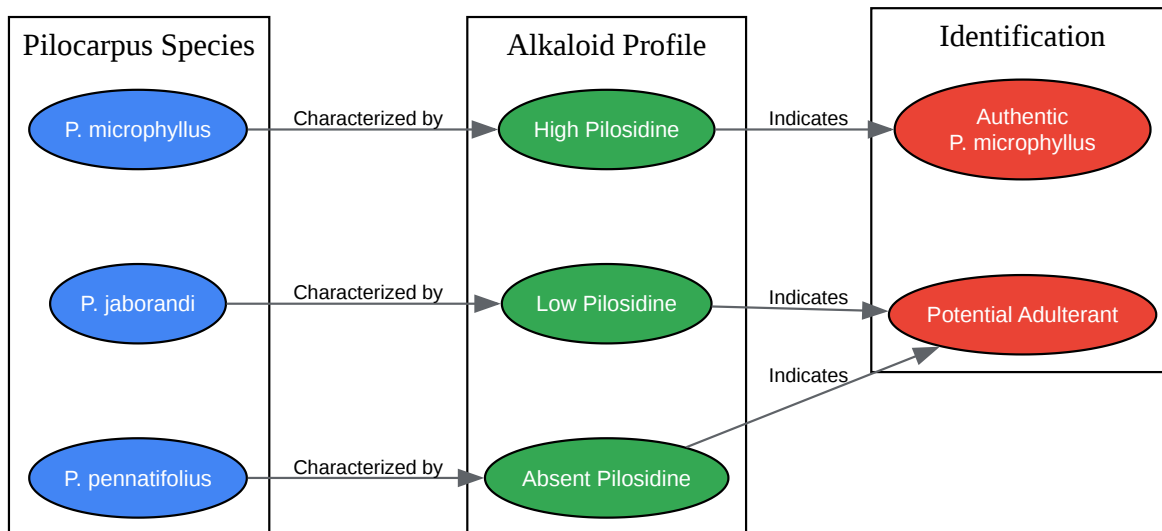 Pilocarpus Species
Alkaloid Profile
Identification
P. microphyllus
Characterized by
High Pilosidine
Indicates
Authentic
P. microphyllus
P. jaborandi
Characterized by
Low Pilosidine
Indicates
Potential Adulterant
Indicates
P. pennatifolius
Characterized by
Absent Pilosidine